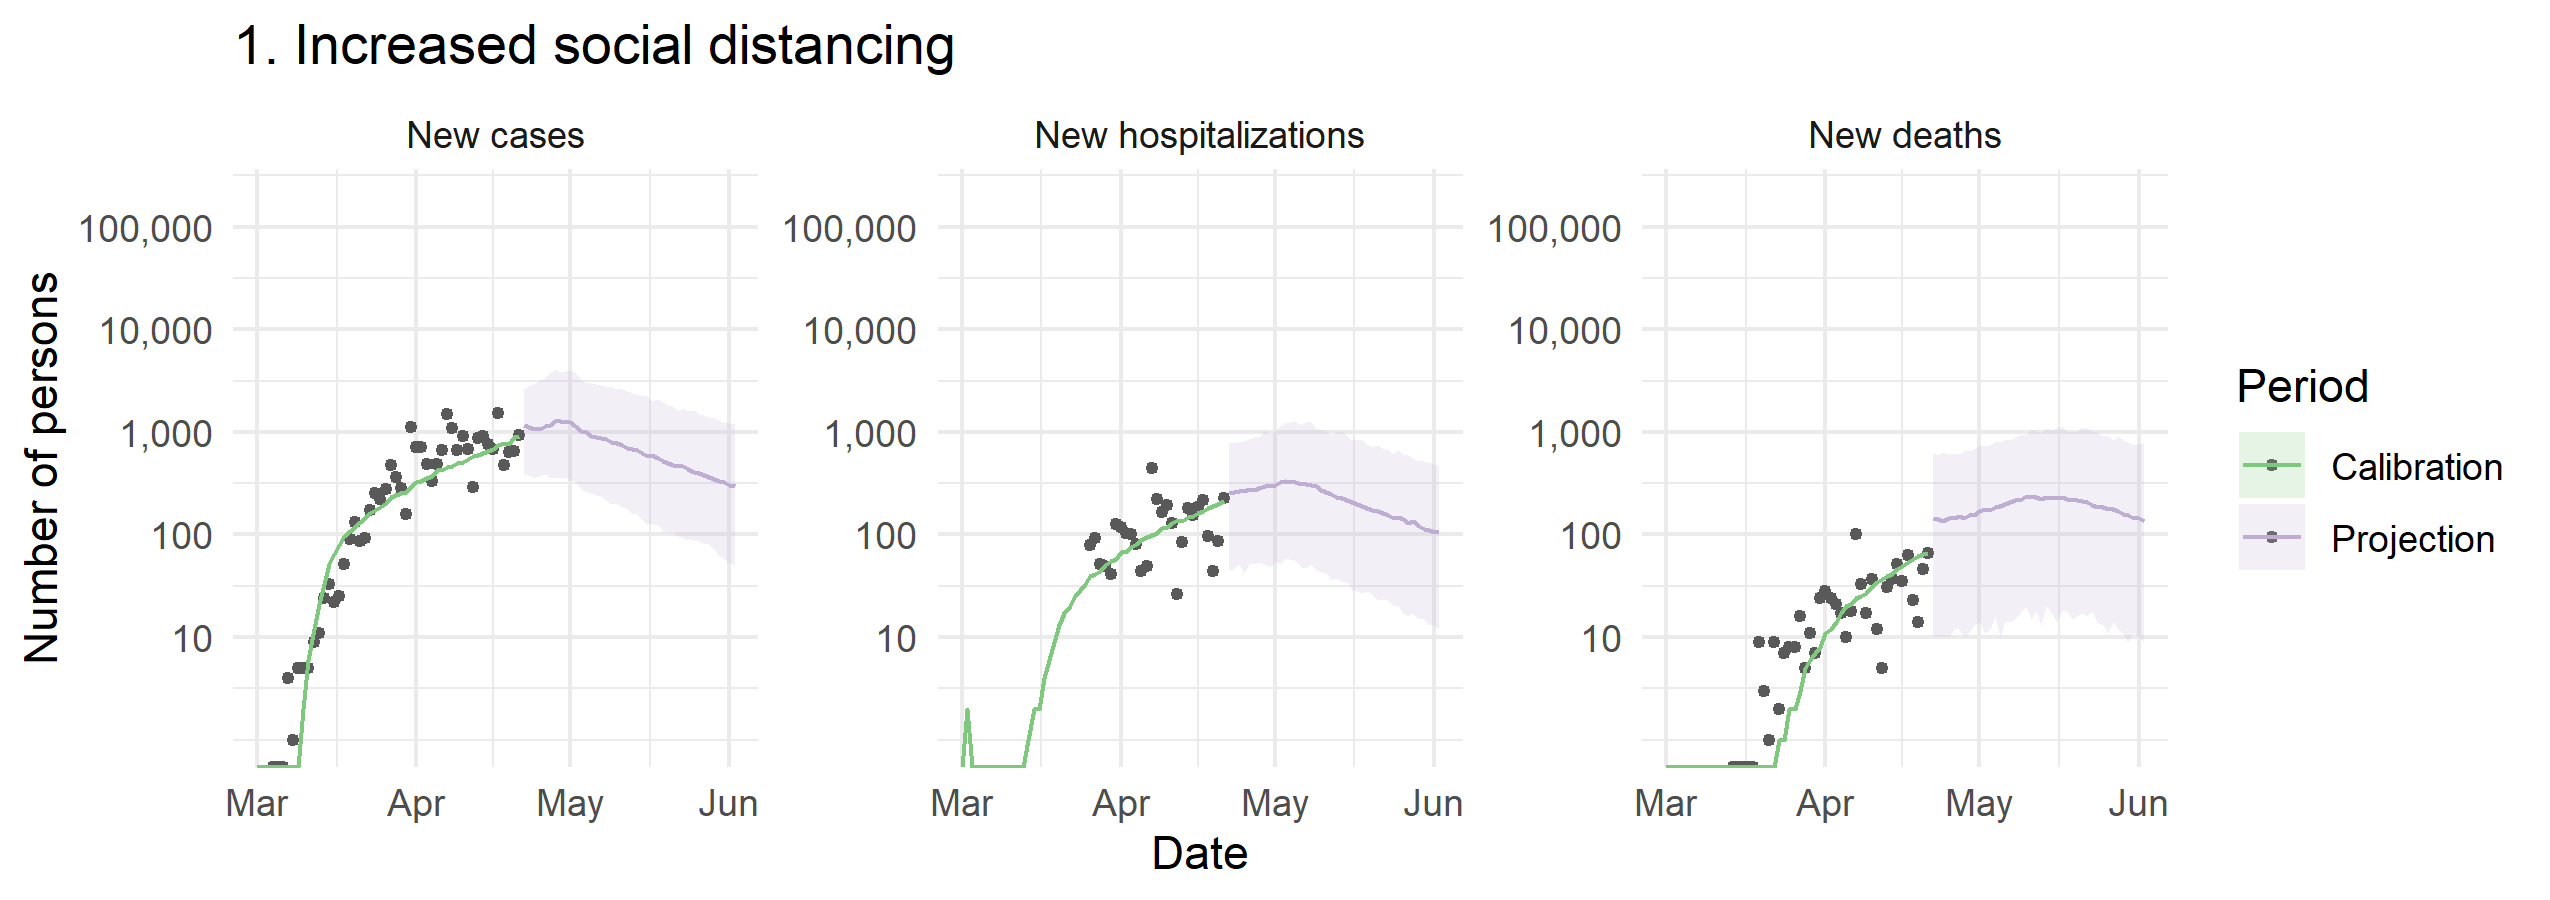 1. Increased social distancing
New cases
New hospitalizations
New deaths
Number of persons
100,000
10,000
1,000
100
10
100,000
10,000
1,000
100
10
100,000
10,000
1,000
100
10
Mar Apr May Jun
Mar Apr May Jun
Mar Apr May Jun
Date
Period
Calibration
Projection